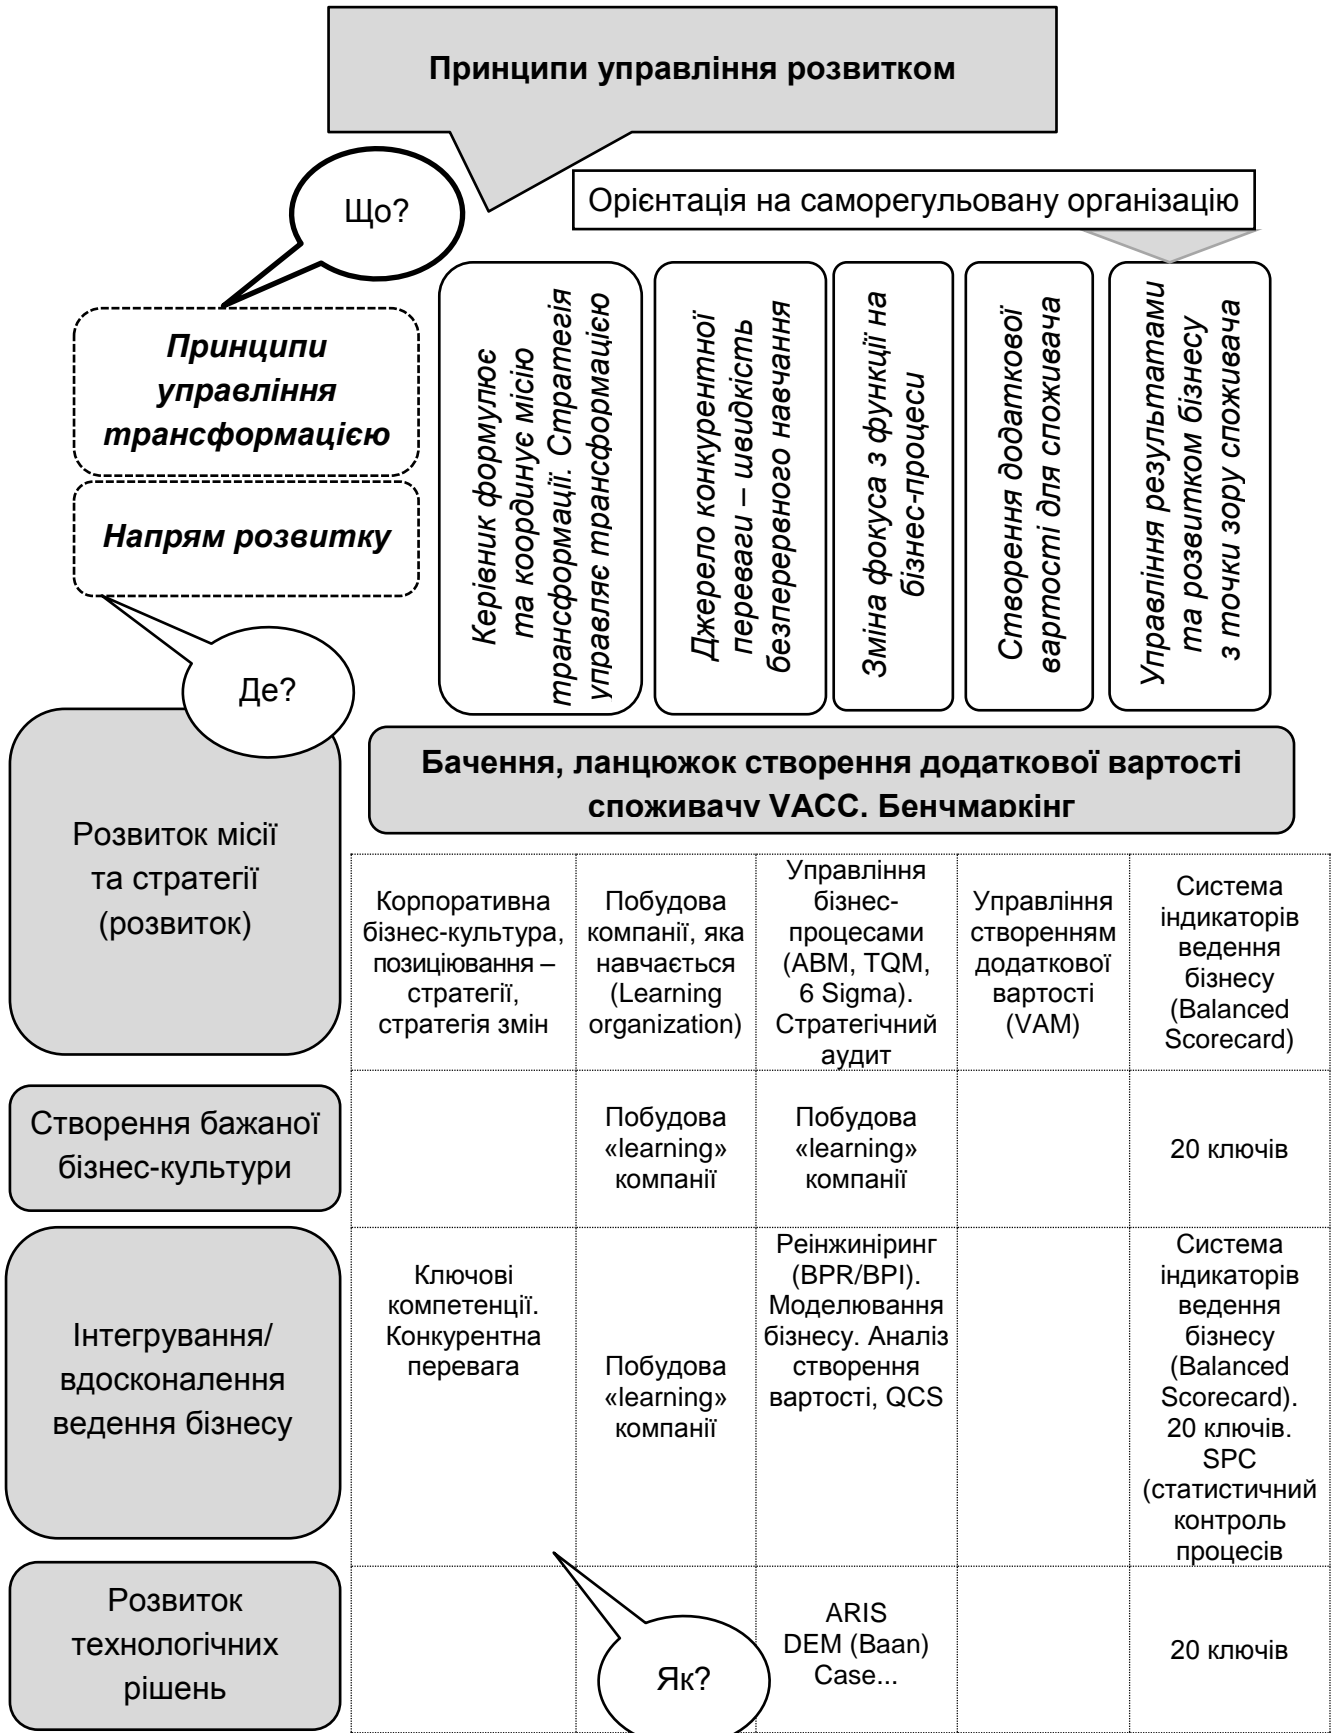 Принципи управління розвитком
Що?
Орієнтація на саморегульовану організацію
Принципи
управління
трансформацією
Напрям розвитку
Керівник формулює
та координує місію
трансформації. Стратегія
управляє трансформацією
Джерело конкурентної
переваги – швидкість
безперервного навчання
Зміна фокуса з функції на
бізнес-процеси
Створення додаткової
вартості для споживача
Управління результатами
та розвитком бізнесу
з точки зору споживача
Де?
Бачення, ланцюжок створення додаткової вартості
споживачу VACC. Бенчмаркінг
Розвиток місії
та стратегії
(розвиток)
Корпоративна
бізнес-культура,
позиціювання –
стратегії,
стратегія змін
Побудова
компанії, яка
навчається
(Learning
organization)
Управління
бізнес-
процесами
(ABM, TQM,
6 Sigma).
Стратегічний
аудит
Управління
створенням
додаткової
вартості
(VAM)
Система
індикаторів
ведення
бізнесу
(Balanced
Scorecard)
Створення бажаної
бізнес-культури
Побудова
«learning»
компанії
Побудова
«learning»
компанії
20 ключів
Інтегрування/
вдосконалення
ведення бізнесу
Ключові
компетенції.
Конкурентна
перевага
Побудова
«learning»
компанії
Реінжиніринг
(BPR/BPI).
Моделювання
бізнесу. Аналіз
створення
вартості, QCS
Система
індикаторів
ведення
бізнесу
(Balanced
Scorecard).
20 ключів.
SPC
(статистичний
контроль
процесів
Розвиток
технологічних
рішень
Як?
ARIS
DEM (Baan)
Case...
20 ключів